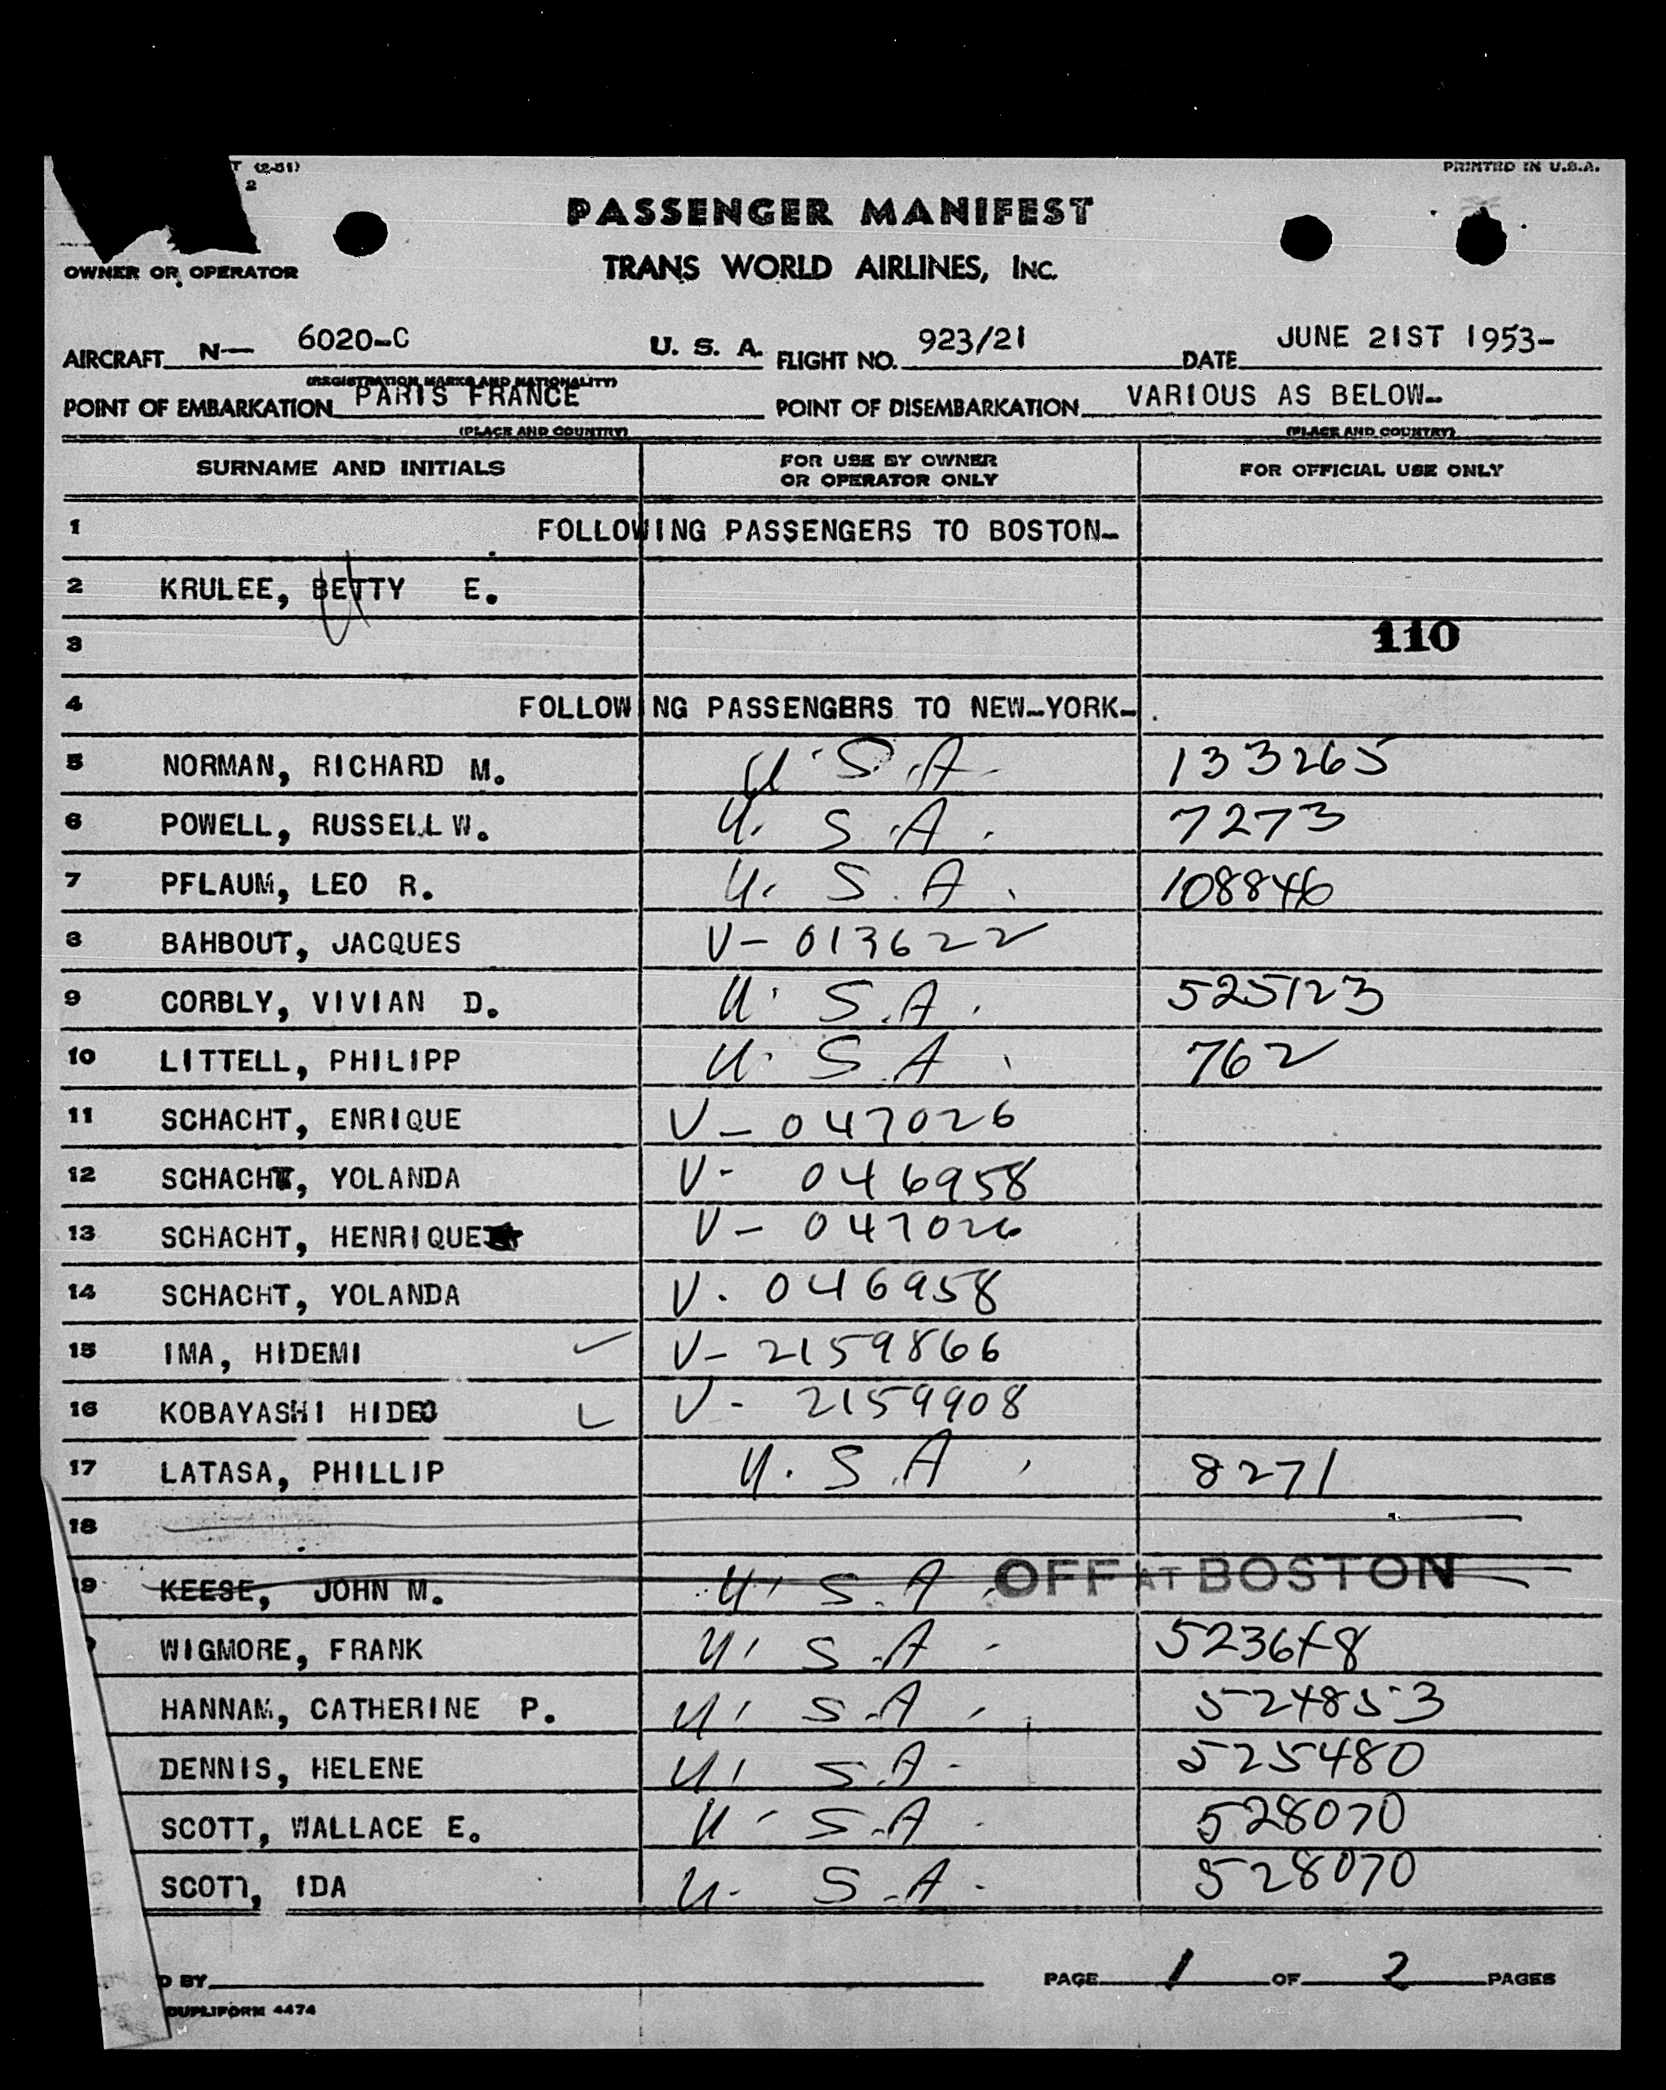 T (2-51)
2
PRINTED IN U.S.A.
PASSENGER MANIFEST
TRANS WORLD AIRLINES, INC.
OWNER OR OPERATOR
AIRCRAFT N— 6020-C U. S. A. FLIGHT NO. 923/21 DATE JUNE 21ST 1953-
(REGISTRATION MARKS AND NATIONALITY)
POINT OF EMBARKATION PARIS FRANCE POINT OF DISEMBARKATION VARIOUS AS BELOW-
(PLACE AND COUNTRY) (PLACE AND COUNTRY)
SURNAME AND INITIALS FOR USE BY OWNER OR OPERATOR ONLY FOR OFFICIAL USE ONLY
1 FOLLOWING PASSENGERS TO BOSTON-
2 KRULEE, BETTY E.
3 110
4 FOLLOWING PASSENGERS TO NEW-YORK-
5 NORMAN, RICHARD M. U.S.A. 133265
6 POWELL, RUSSELL W. U.S.A. 7273
7 PFLAUM, LEO R. U.S.A. 108846
8 BAHBOUT, JACQUES V-013622
9 CORBLY, VIVIAN D. U.S.A. 525123
10 LITTELL, PHILIPP U.S.A. 762
11 SCHACHT, ENRIQUE V-047026
12 SCHACHT, YOLANDA V-046958
13 SCHACHT, HENRIQUE V-047026
14 SCHACHT, YOLANDA V-046958
15 IMA, HIDEMI V-2159866
16 KOBAYASHI HIDEO V-2159908
17 LATASA, PHILLIP U.S.A. 8271
18
19 KEESE, JOHN M. U.S.A. OFF AT BOSTON
WIGMORE, FRANK U.S.A. 523648
HANNAM, CATHERINE P. U.S.A. 524853
DENNIS, HELENE U.S.A. 525480
SCOTT, WALLACE E. U.S.A. 528070
SCOTT, IDA U.S.A. 528070
D BY PAGE 1 OF 2 PAGES
DUPLIFORM 4474